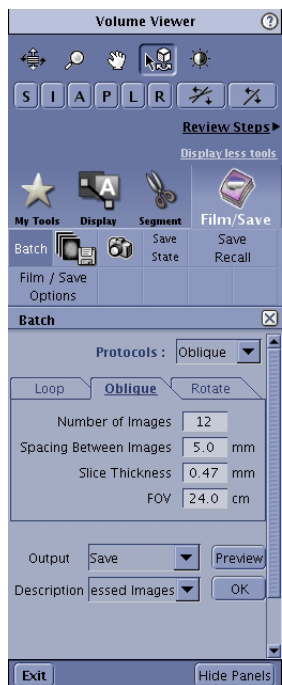 Volume Viewer ?
S I A P L R
Review Steps
Display less tools
My Tools Display Segment Film/Save
Batch Save State Save Recall
Film / Save Options
Batch
Protocols : Oblique
Loop Oblique Rotate
Number of Images 12
Spacing Between Images 5.0 mm
Slice Thickness 0.47 mm
FOV 24.0 cm
Output Save Preview
Description essed Images OK
Exit Hide Panels